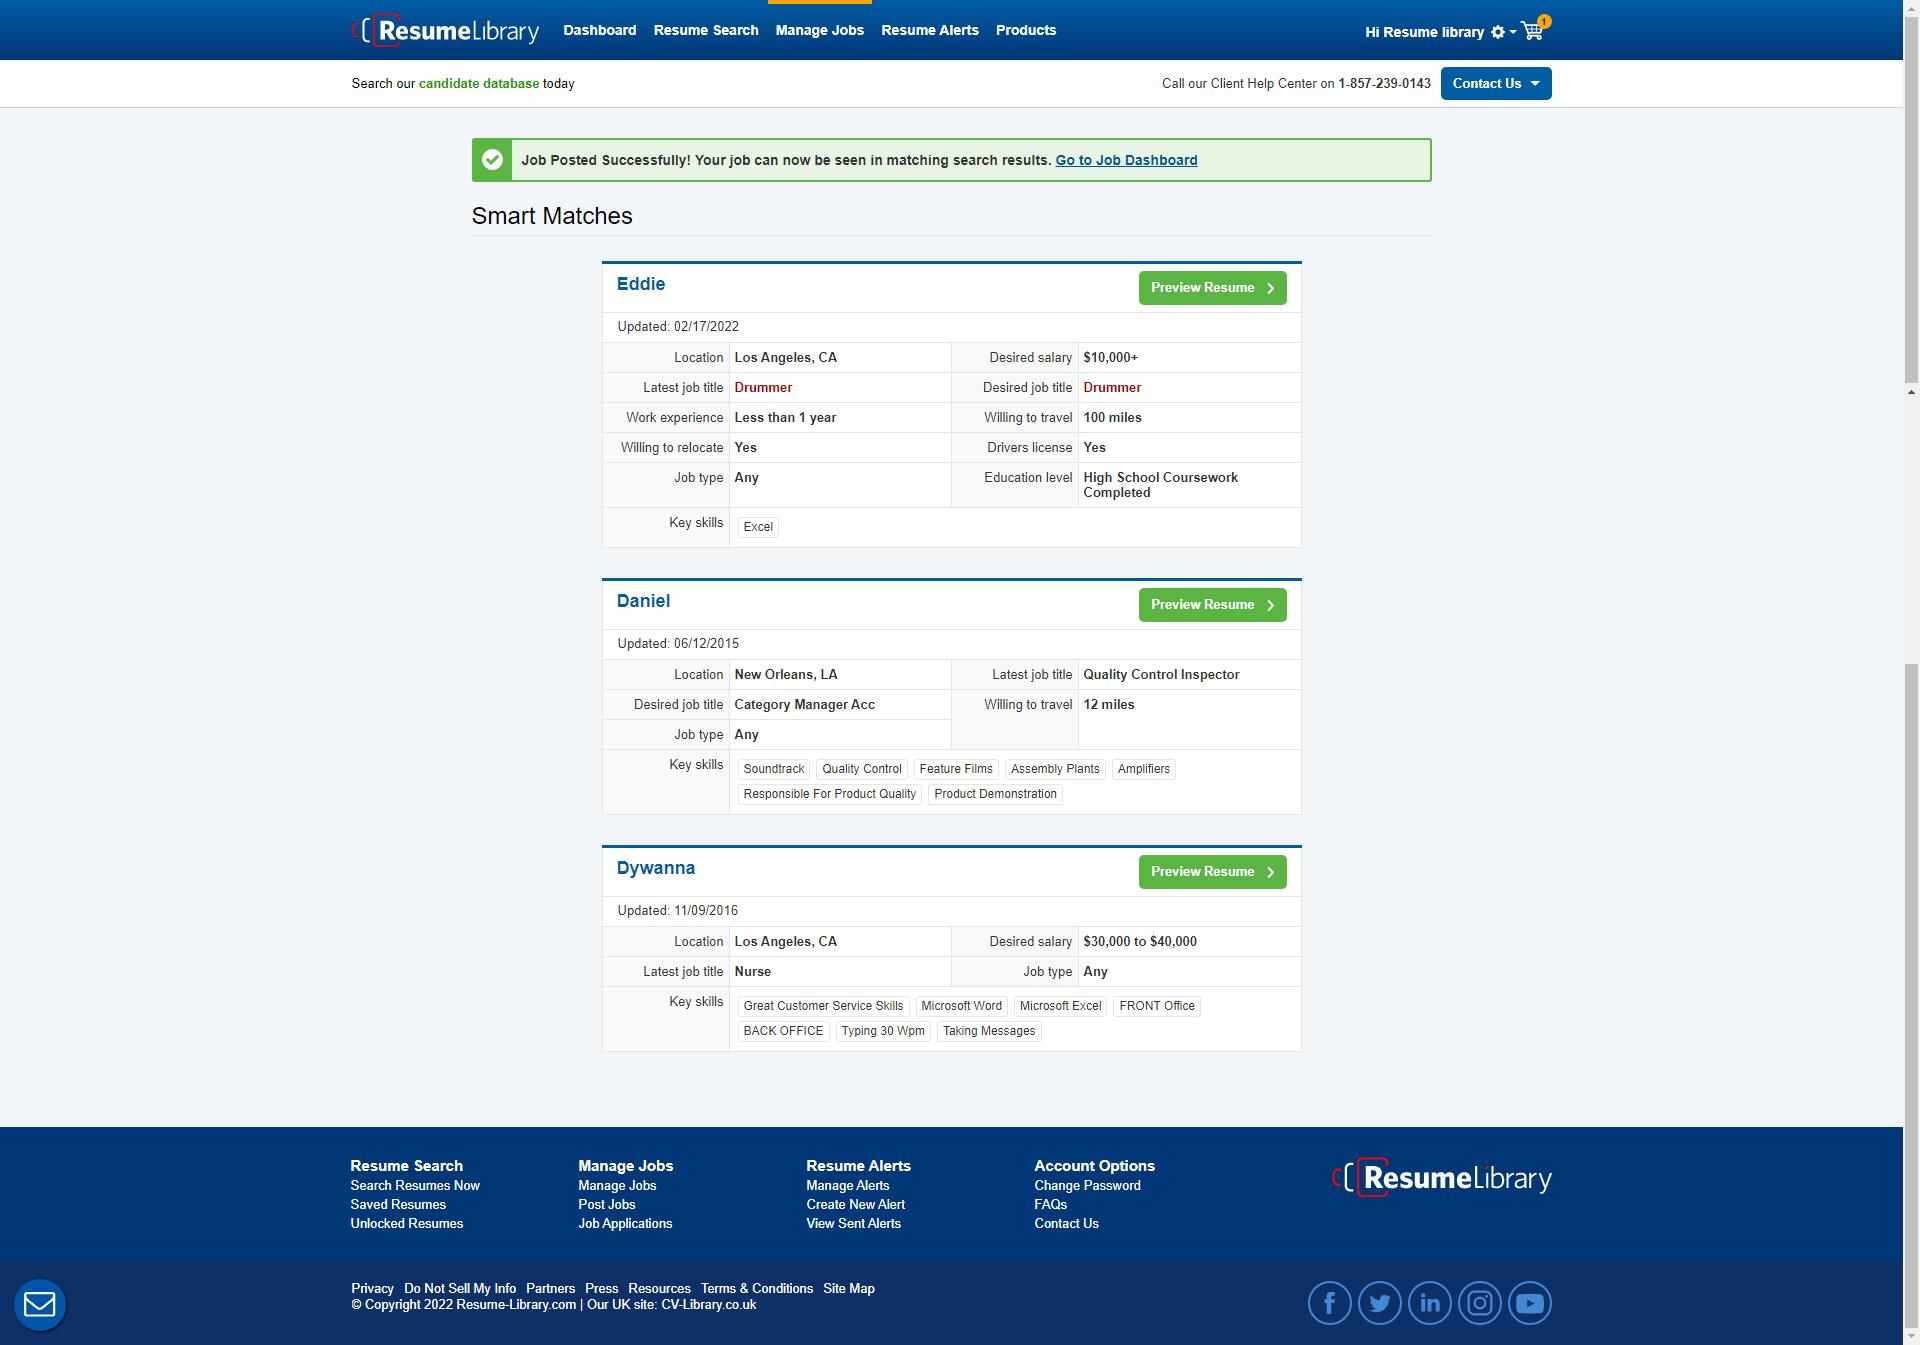 ResumeLibrary Dashboard Resume Search Manage Jobs Resume Alerts Products Hi Resume library 1
Search our candidate database today Call our Client Help Center on 1-857-239-0143 Contact Us
Job Posted Successfully! Your job can now be seen in matching search results. Go to Job Dashboard
Smart Matches
Eddie Preview Resume
Updated: 02/17/2022
Location Los Angeles, CA Desired salary $10,000+
Latest job title Drummer Desired job title Drummer
Work experience Less than 1 year Willing to travel 100 miles
Willing to relocate Yes Drivers license Yes
Job type Any Education level High School Coursework
Completed
Key skills Excel
Daniel Preview Resume
Updated: 06/12/2015
Location New Orleans, LA Latest job title Quality Control Inspector
Desired job title Category Manager Acc Willing to travel 12 miles
Job type Any
Key skills Soundtrack Quality Control Feature Films Assembly Plants Amplifiers
Responsible For Product Quality Product Demonstration
Dywanna Preview Resume
Updated: 11/09/2016
Location Los Angeles, CA Desired salary $30,000 to $40,000
Latest job title Nurse Job type Any
Key skills Great Customer Service Skills Microsoft Word Microsoft Excel FRONT Office
BACK OFFICE Typing 30 Wpm Taking Messages
Resume Search Manage Jobs Resume Alerts Account Options ResumeLibrary
Search Resumes Now Manage Jobs Manage Alerts Change Password
Saved Resumes Post Jobs Create New Alert FAQs
Unlocked Resumes Job Applications View Sent Alerts Contact Us
Privacy Do Not Sell My Info Partners Press Resources Terms & Conditions Site Map
© Copyright 2022 Resume-Library.com | Our UK site: CV-Library.co.uk